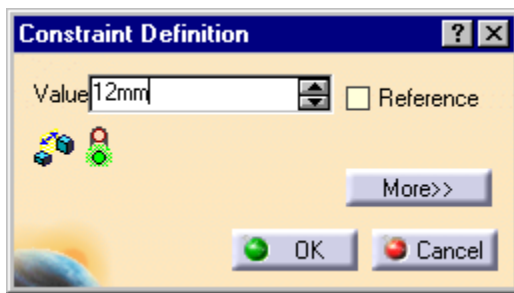 Constraint Definition
Value 12mm Reference
More>>
OK Cancel